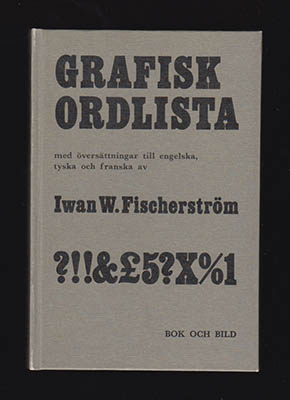 GRAFISK
ORDLISTA
med översättningar till engelska,
tyska och franska av
Iwan W. Fischerström
?!!&£5?X%1
BOK OCH BILD